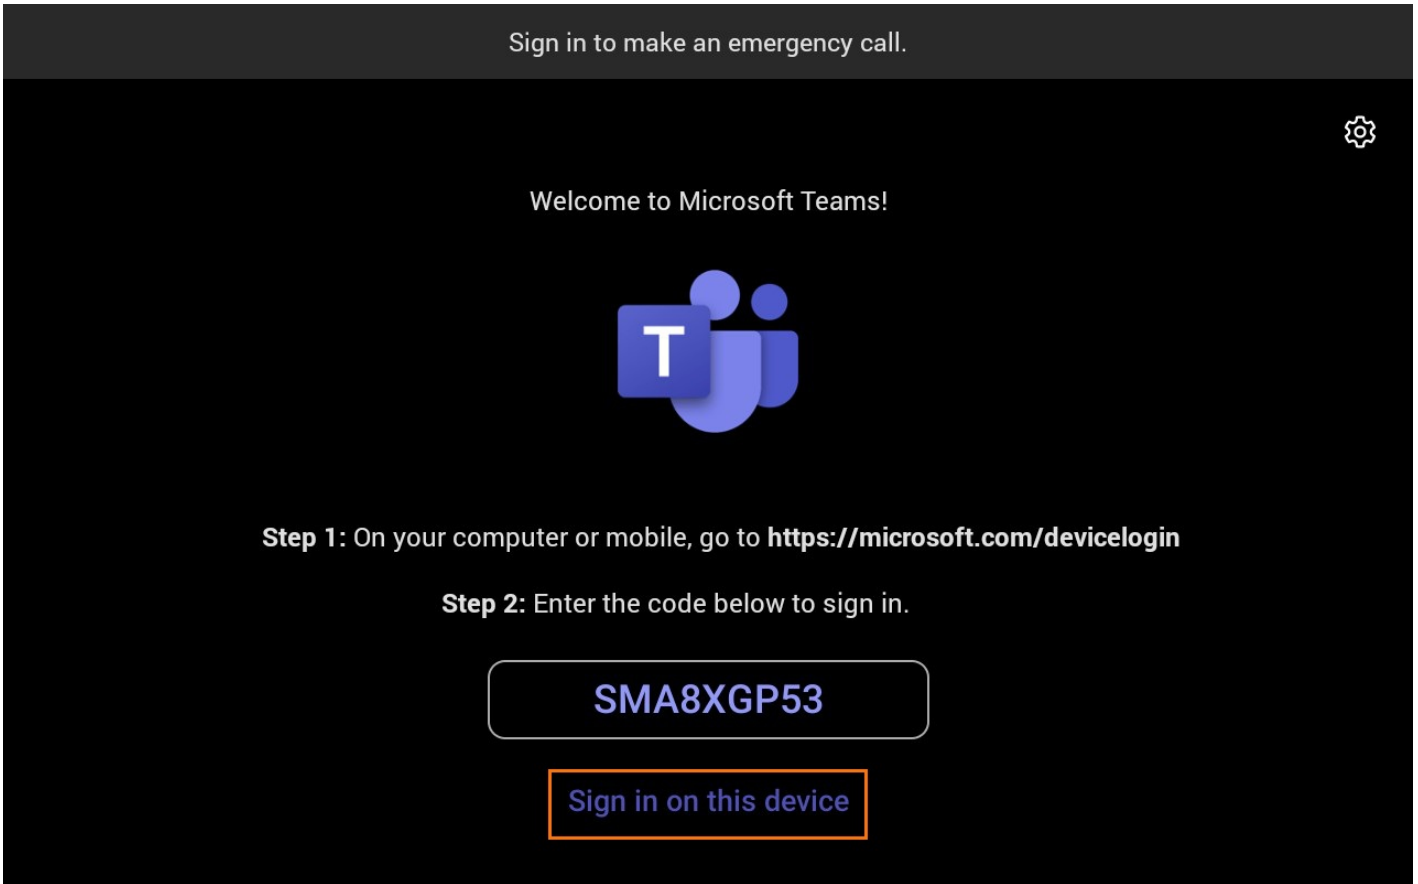 Sign in to make an emergency call.
Welcome to Microsoft Teams!
T
Step 1: On your computer or mobile, go to https://microsoft.com/devicelogin
Step 2: Enter the code below to sign in.
SMA8XGP53
Sign in on this device